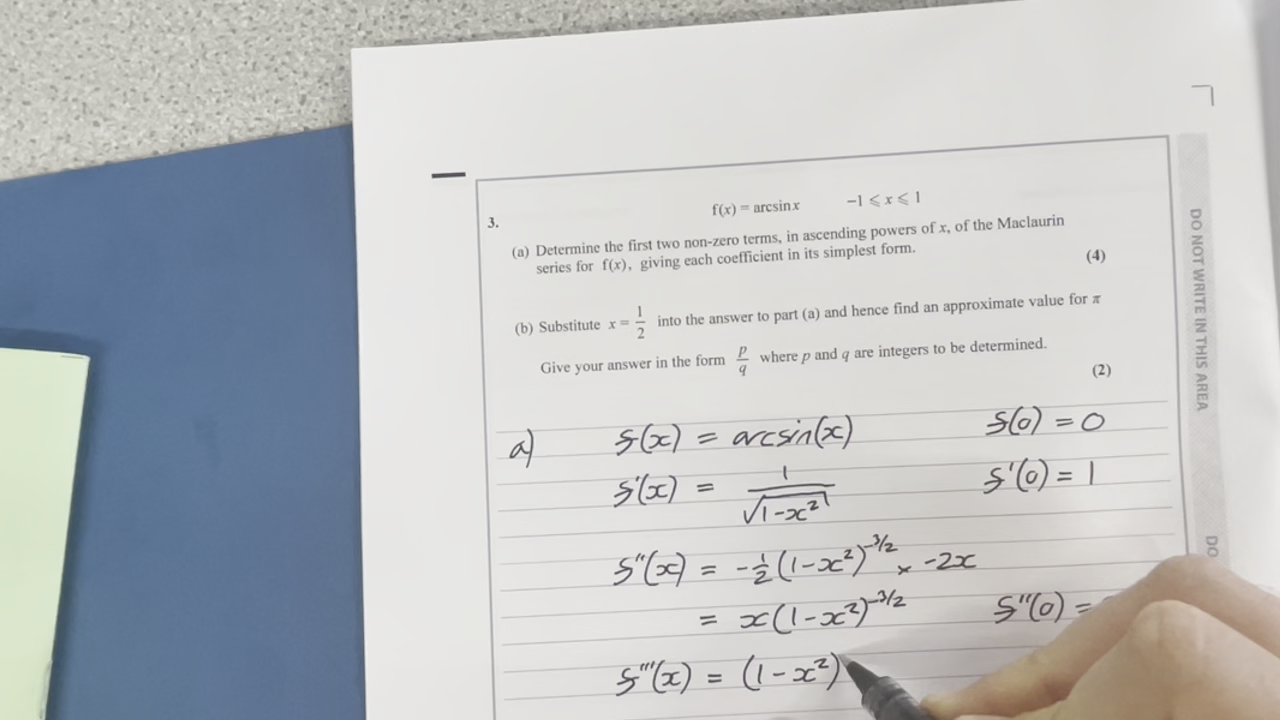 3.
f(x) = arcsin x    −1 ⩽ x ⩽ 1
(a) Determine the first two non-zero terms, in ascending powers of x, of the Maclaurin
series for f(x), giving each coefficient in its simplest form.
(4)
(b) Substitute x = 1/2 into the answer to part (a) and hence find an approximate value for π
Give your answer in the form p/q where p and q are integers to be determined.
(2)
a) f(x) = arcsin(x)    f(0) = 0
f'(x) = 1/√(1-x²)    f'(0) = 1
f''(x) = -½(1-x²)^(-3/2) × -2x
= x(1-x²)^(-3/2)    f''(0) =
f'''(x) = (1-x²)
DO NOT WRITE IN THIS AREA
DO